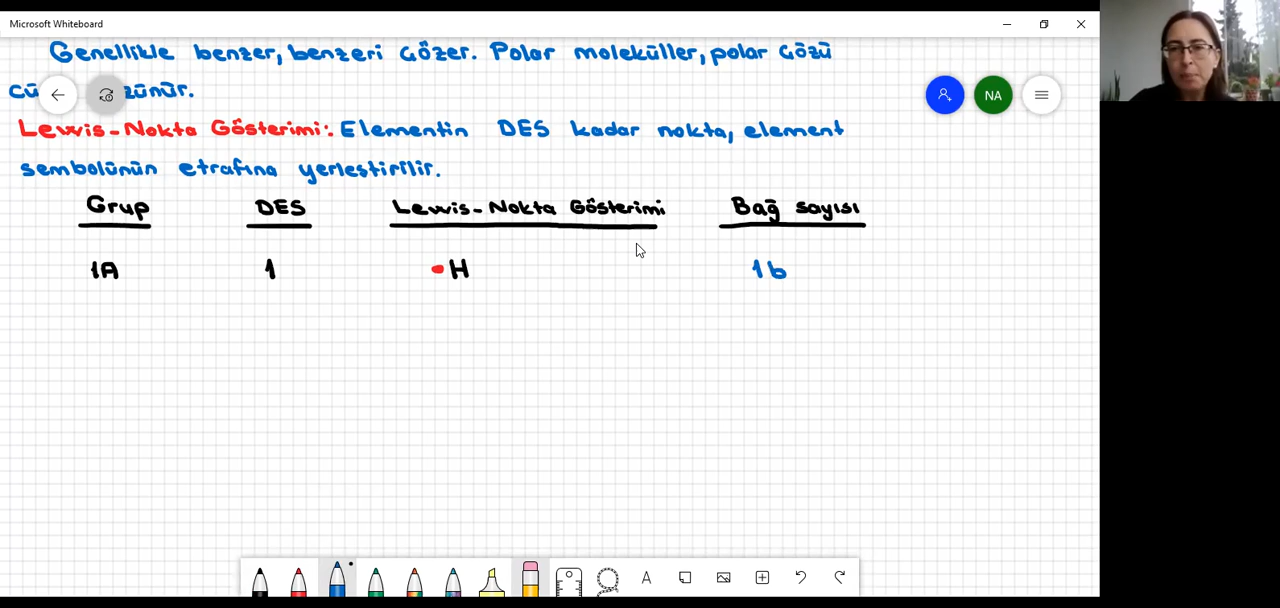 Microsoft Whiteboard
Genellikle benzer, benzeri çözer. Polar moleküller, polar çözü
cü zünür.
NA
Lewis-Nokta Gösterimi: Elementin DES kadar nokta, element
sembolünün etrafına yerleştirilir.
Grup DES Lewis-Nokta Gösterimi Bağ sayısı
1A 1 •H 1b
A